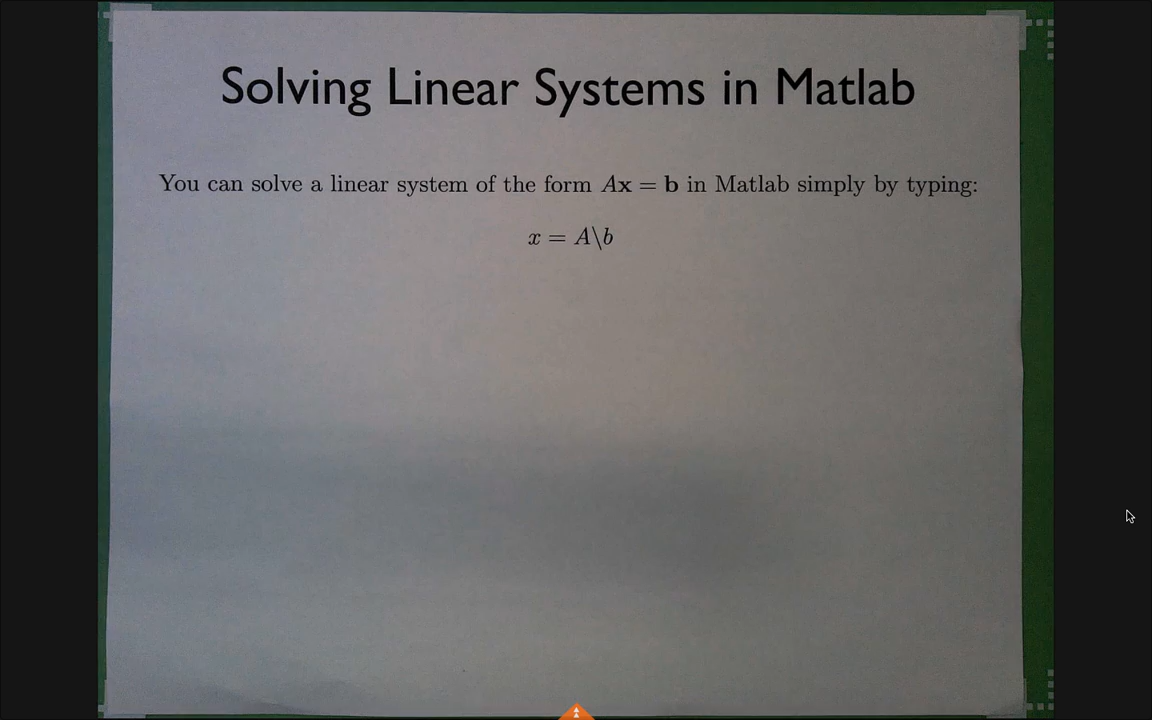 Solving Linear Systems in Matlab
You can solve a linear system of the form Ax = b in Matlab simply by typing:
x = A\b